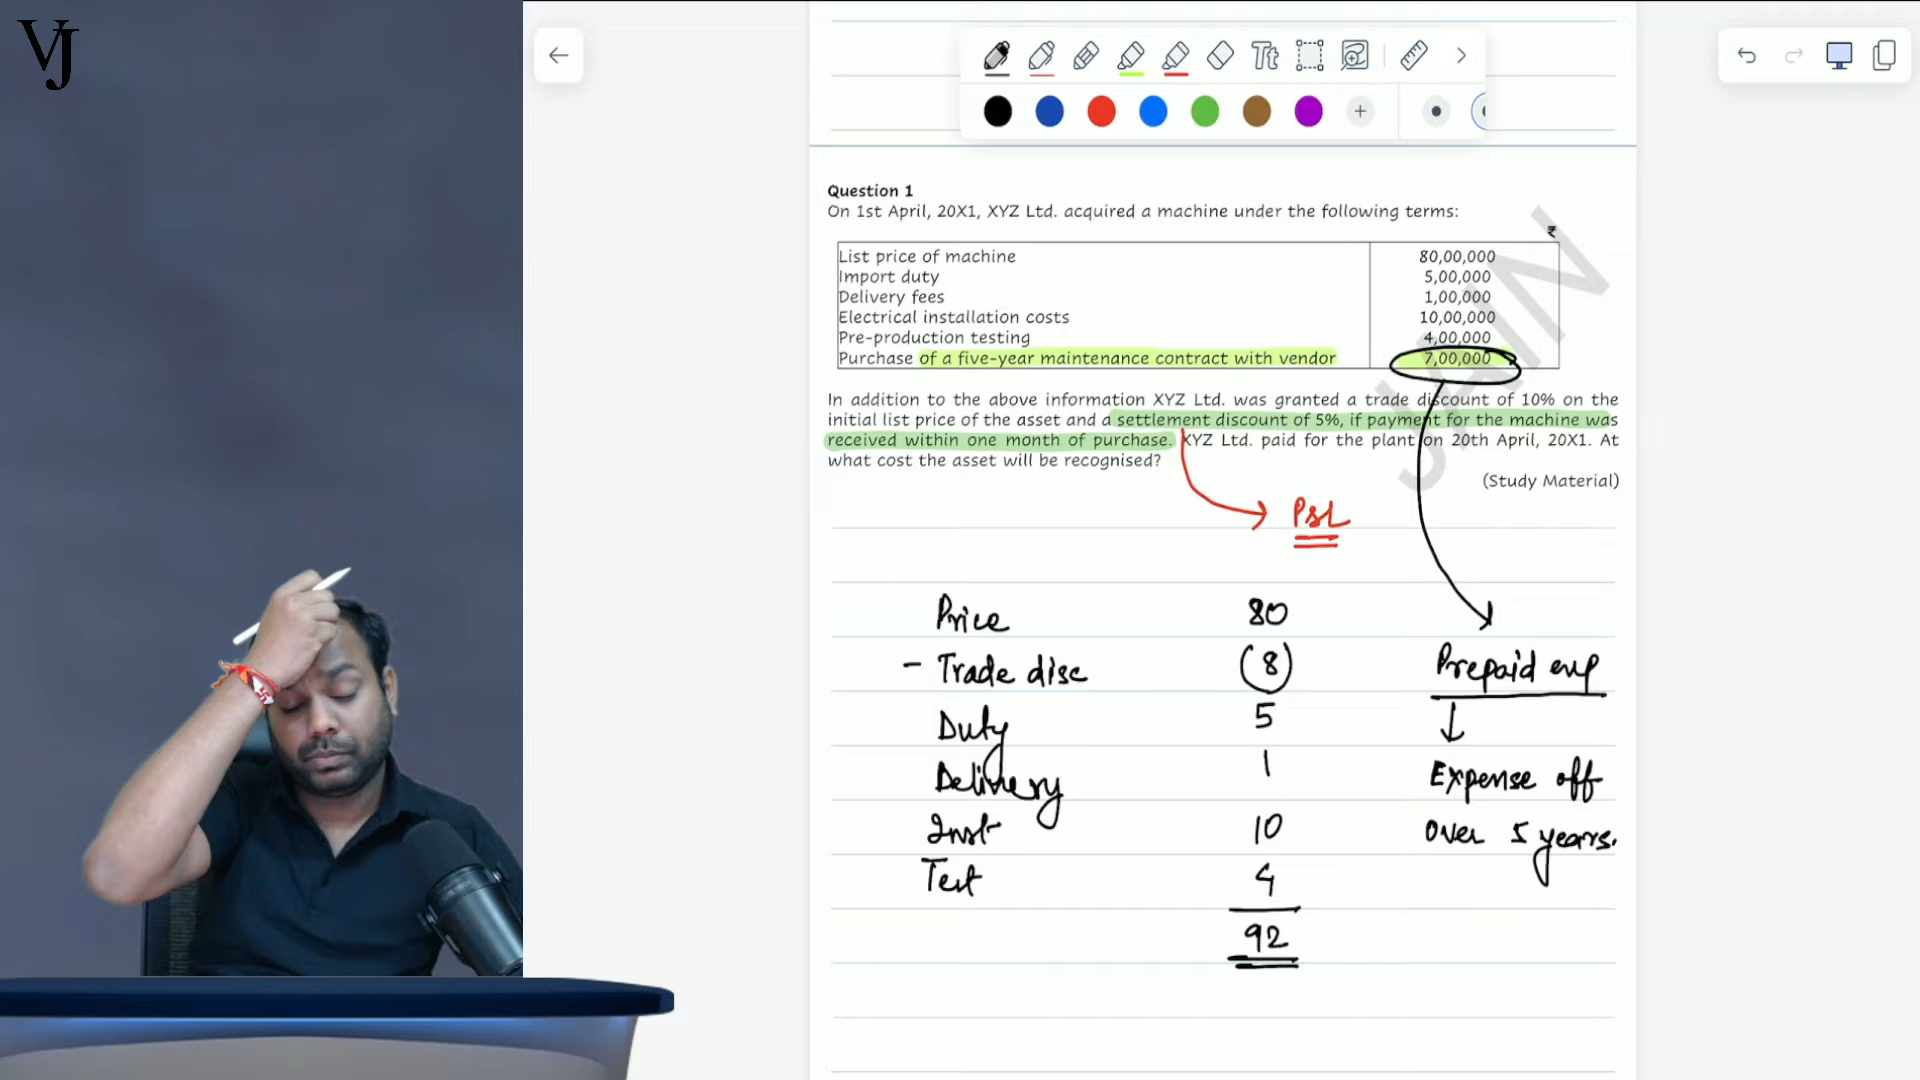 VJ
Tt
Question 1
On 1st April, 20X1, XYZ Ltd. acquired a machine under the following terms:
₹
List price of machine 80,00,000
Import duty 5,00,000
Delivery fees 1,00,000
Electrical installation costs 10,00,000
Pre-production testing 4,00,000
Purchase of a five-year maintenance contract with vendor 7,00,000
In addition to the above information XYZ Ltd. was granted a trade discount of 10% on the
initial list price of the asset and a settlement discount of 5%, if payment for the machine was
received within one month of purchase. XYZ Ltd. paid for the plant on 20th April, 20X1. At
what cost the asset will be recognised?
(Study Material)
JAIN
P&L
Price 80
- Trade disc (8)
Duty 5
Delivery 1
Inst 10
Test 4
92
Prepaid exp
Expense off
over 5 years.